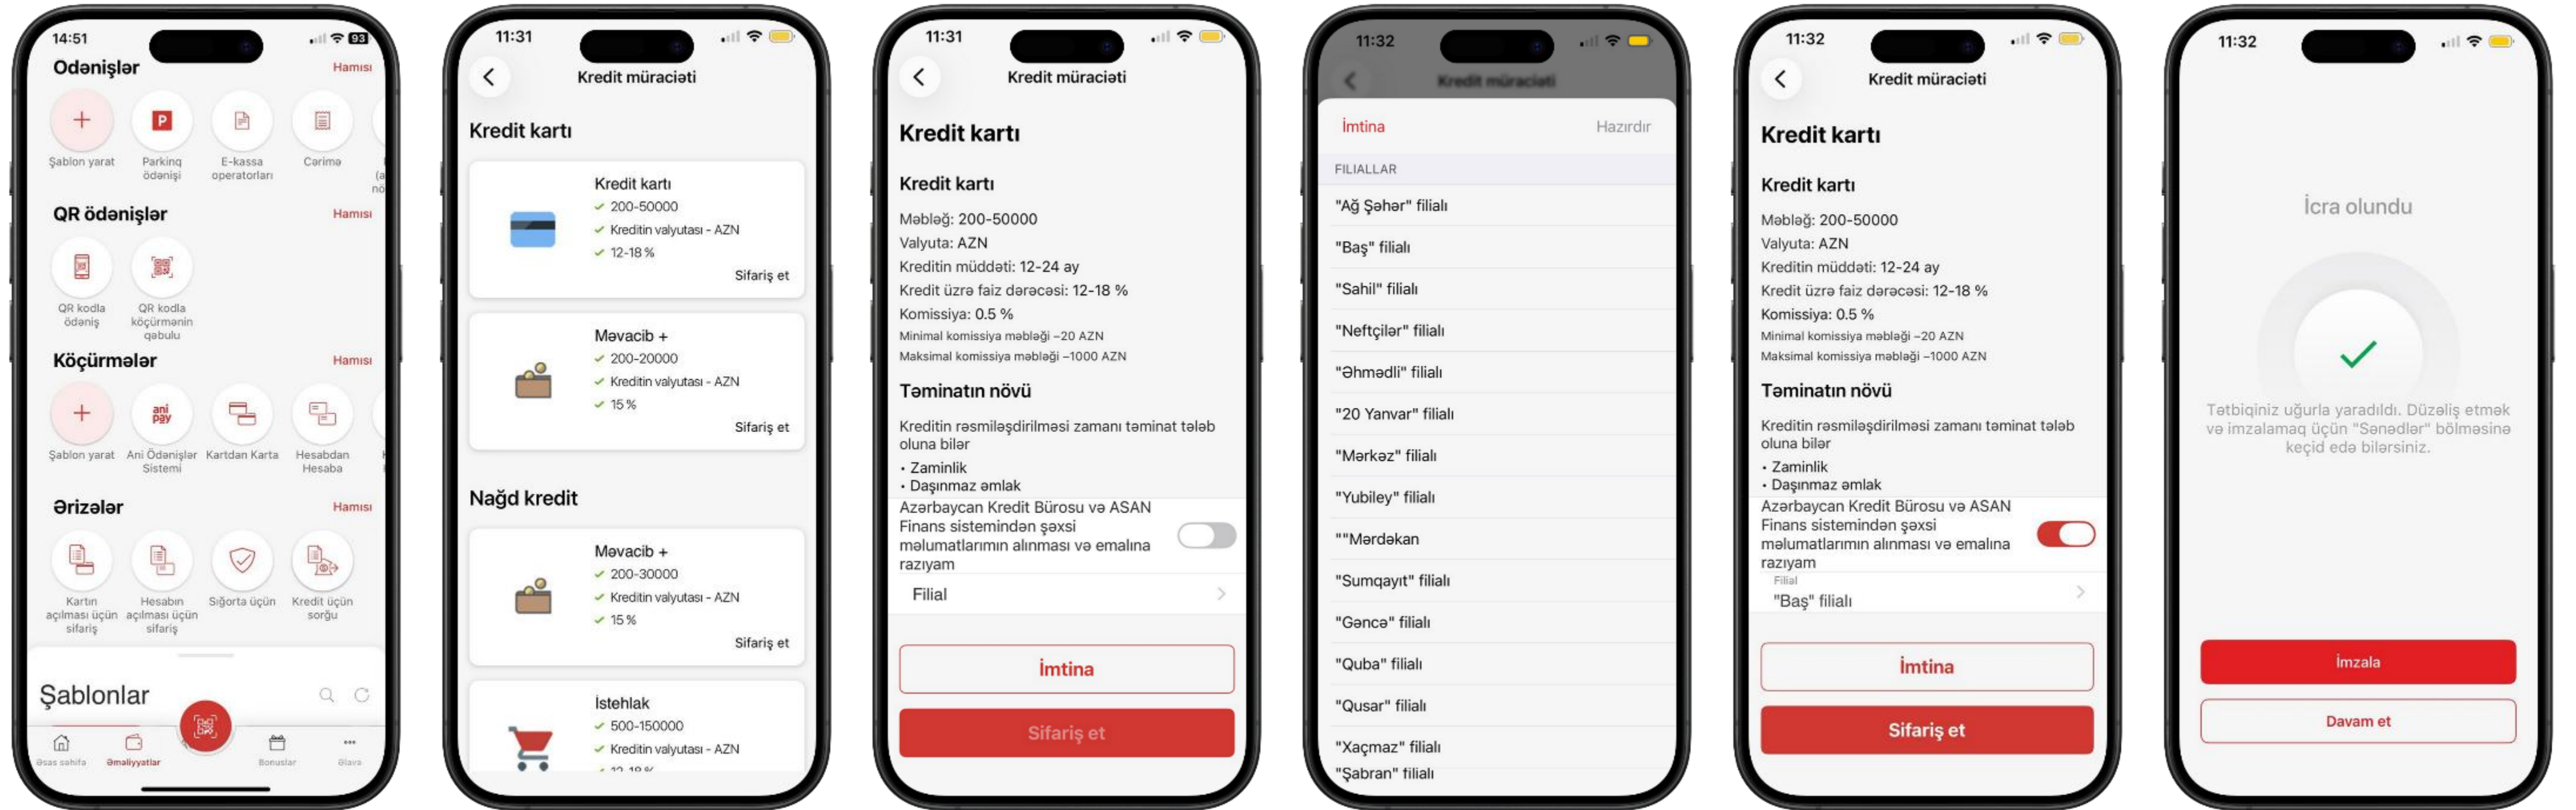 14:51
93
Ödənişlər
Hamısı
Şablon yarat
Parkinq ödənişi
E-kassa operatorları
Cərimə
QR ödənişlər
Hamısı
QR kodla ödəniş
QR kodla köçürmənin qəbulu
Köçürmələr
Hamısı
ani pay
Şablon yarat
Ani Ödənişlər Sistemi
Kartdan Karta
Hesabdan Hesaba
Ərizələr
Hamısı
Kartın açılması üçün sifariş
Hesabın açılması üçün sifariş
Sığorta üçün
Kredit üçün sorğu
Şablonlar
Əsas səhifə
Əməliyyatlar
Bonuslar
Əlavə
11:31
Kredit müraciəti
Kredit kartı
Kredit kartı
200-50000
Kreditin valyutası - AZN
12-18 %
Sifariş et
Məvacib +
200-20000
Kreditin valyutası - AZN
15 %
Sifariş et
Nağd kredit
Məvacib +
200-30000
Kreditin valyutası - AZN
15 %
Sifariş et
İstehlak
500-150000
Kreditin valyutası - AZN
11:31
Kredit müraciəti
Kredit kartı
Kredit kartı
Məbləğ: 200-50000
Valyuta: AZN
Kreditin müddəti: 12-24 ay
Kredit üzrə faiz dərəcəsi: 12-18 %
Komissiya: 0.5 %
Minimal komissiya məbləği –20 AZN
Maksimal komissiya məbləği –1000 AZN
Təminatın növü
Kreditin rəsmiləşdirilməsi zamanı təminat tələb
oluna bilər
• Zaminlik
• Daşınmaz əmlak
Azərbaycan Kredit Bürosu və ASAN
Finans sistemindən şəxsi
məlumatlarımın alınması və emalına
razıyam
Filial
İmtina
Sifariş et
11:32
Kredit müraciəti
İmtina
Hazırdır
FILIALLAR
"Ağ Şəhər" filialı
"Baş" filialı
"Sahil" filialı
"Neftçilər" filialı
"Əhmədli" filialı
"20 Yanvar" filialı
"Mərkəz" filialı
"Yubiley" filialı
""Mərdəkan
"Sumqayıt" filialı
"Gəncə" filialı
"Quba" filialı
"Qusar" filialı
"Xaçmaz" filialı
"Şabran" filialı
11:32
Kredit müraciəti
Kredit kartı
Kredit kartı
Məbləğ: 200-50000
Valyuta: AZN
Kreditin müddəti: 12-24 ay
Kredit üzrə faiz dərəcəsi: 12-18 %
Komissiya: 0.5 %
Minimal komissiya məbləği –20 AZN
Maksimal komissiya məbləği –1000 AZN
Təminatın növü
Kreditin rəsmiləşdirilməsi zamanı təminat tələb
oluna bilər
• Zaminlik
• Daşınmaz əmlak
Azərbaycan Kredit Bürosu və ASAN
Finans sistemindən şəxsi
məlumatlarımın alınması və emalına
razıyam
Filial
"Baş" filialı
İmtina
Sifariş et
11:32
İcra olundu
Tətbiqiniz uğurla yaradıldı. Düzəliş etmək
və imzalamaq üçün "Sənədlər" bölməsinə
keçid edə bilərsiniz.
İmzala
Davam et